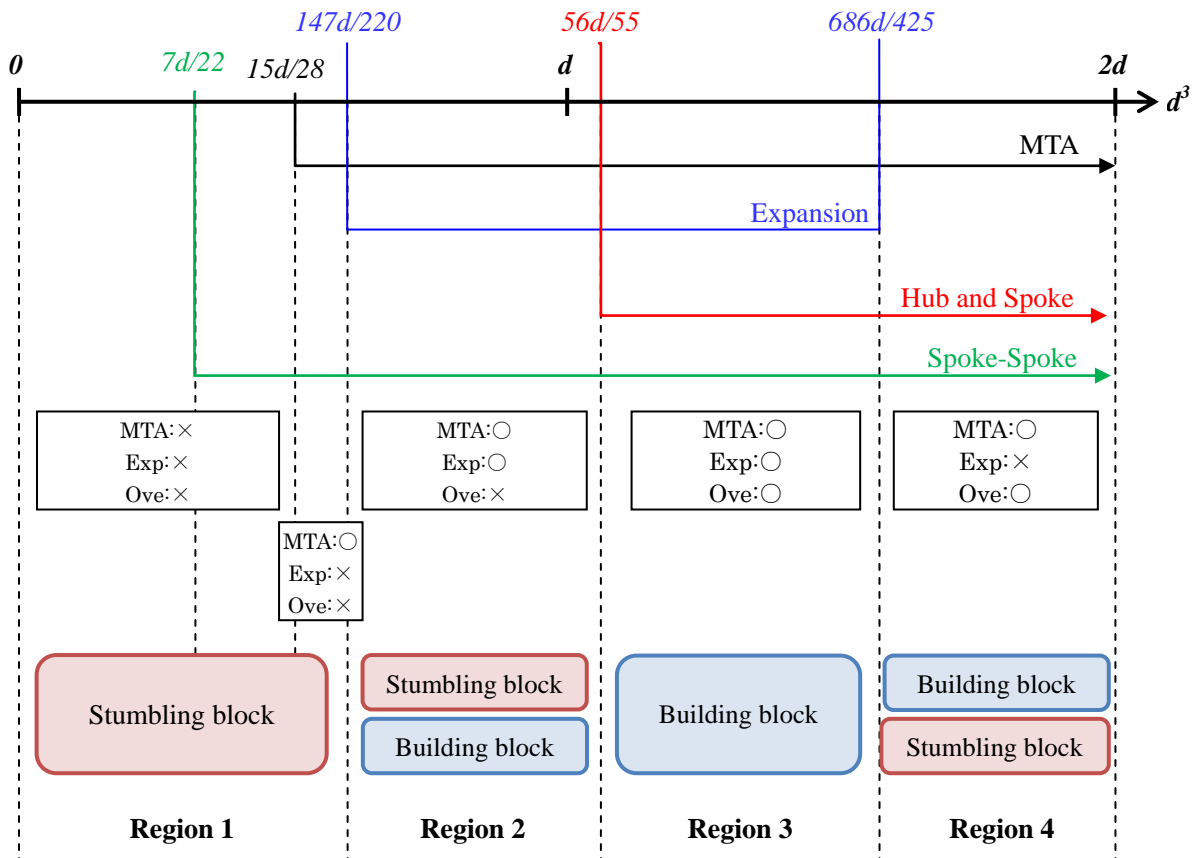 147d/220
56d/55
686d/425
7d/22
15d/28
0
d
2d
d³
MTA
Expansion
Hub and Spoke
Spoke-Spoke
MTA:×
Exp:×
Ove:×
MTA:○
Exp:○
Ove:×
MTA:○
Exp:○
Ove:○
MTA:○
Exp:×
Ove:○
MTA:○
Exp:×
Ove:×
Stumbling block
Stumbling block
Building block
Building block
Building block
Stumbling block
Region 1
Region 2
Region 3
Region 4